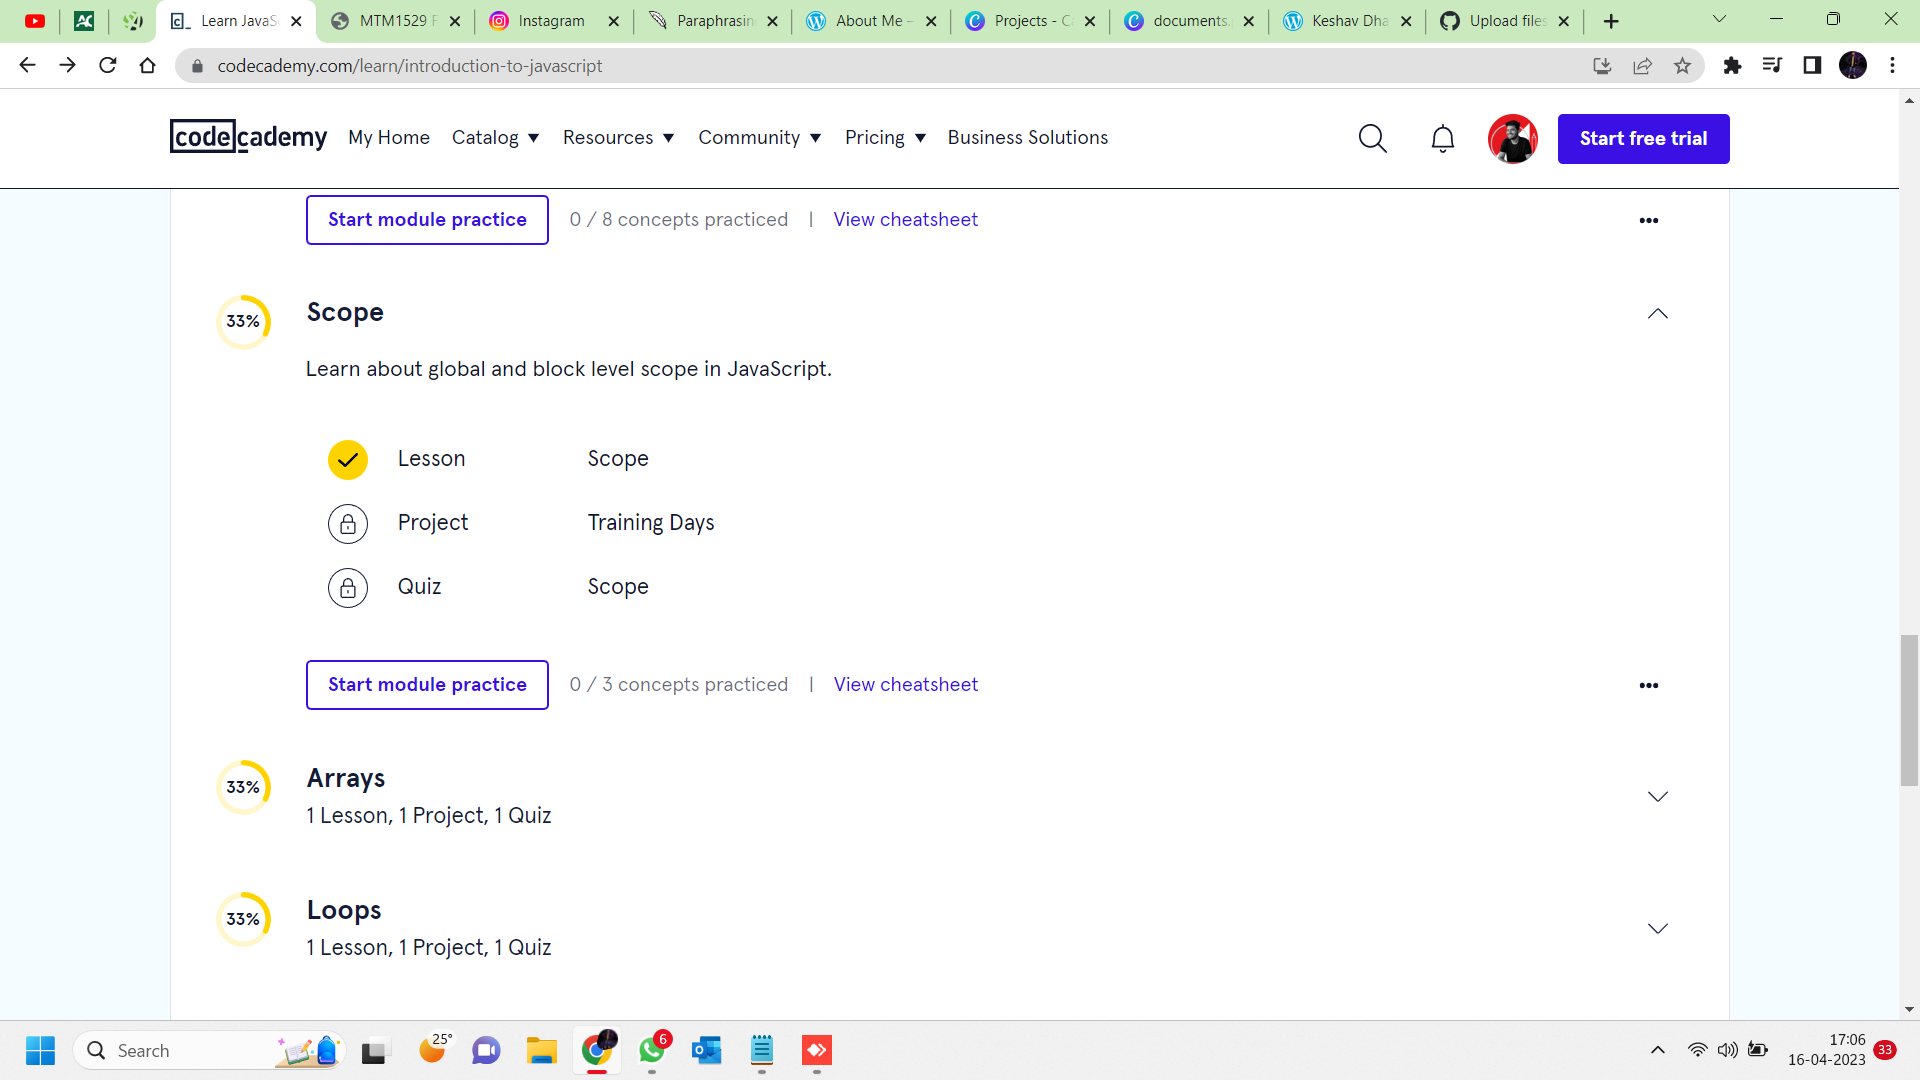 Learn JavaS
MTM1529 F
Instagram
Paraphrasin
About Me –
Projects - C
documents.
Keshav Dha
Upload files
codecademy.com/learn/introduction-to-javascript
codecademy
My Home
Catalog
Resources
Community
Pricing
Business Solutions
Start free trial
Start module practice
0 / 8 concepts practiced | View cheatsheet
33%
Scope
Learn about global and block level scope in JavaScript.
Lesson Scope
Project Training Days
Quiz Scope
Start module practice
0 / 3 concepts practiced | View cheatsheet
33%
Arrays
1 Lesson, 1 Project, 1 Quiz
33%
Loops
1 Lesson, 1 Project, 1 Quiz
Search
25°
6
17:06
16-04-2023
33